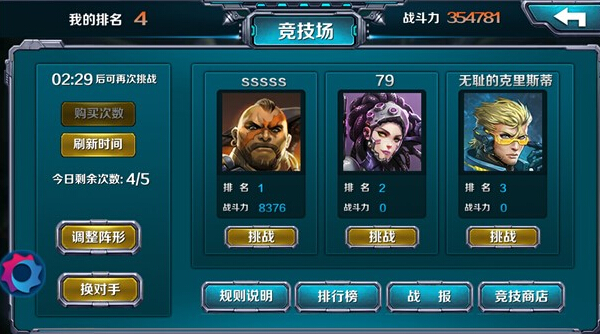 我的排名 4
竞技场
战斗力 354781
02:29 后可再次挑战
购买次数
刷新时间
今日剩余次数: 4/5
调整阵形
换对手
sssss
排 名 1
战斗力 8376
挑战
79
排 名 2
战斗力 0
挑战
无耻的克里斯蒂
排 名 3
战斗力 0
挑战
规则说明
排行榜
战 报
竞技商店